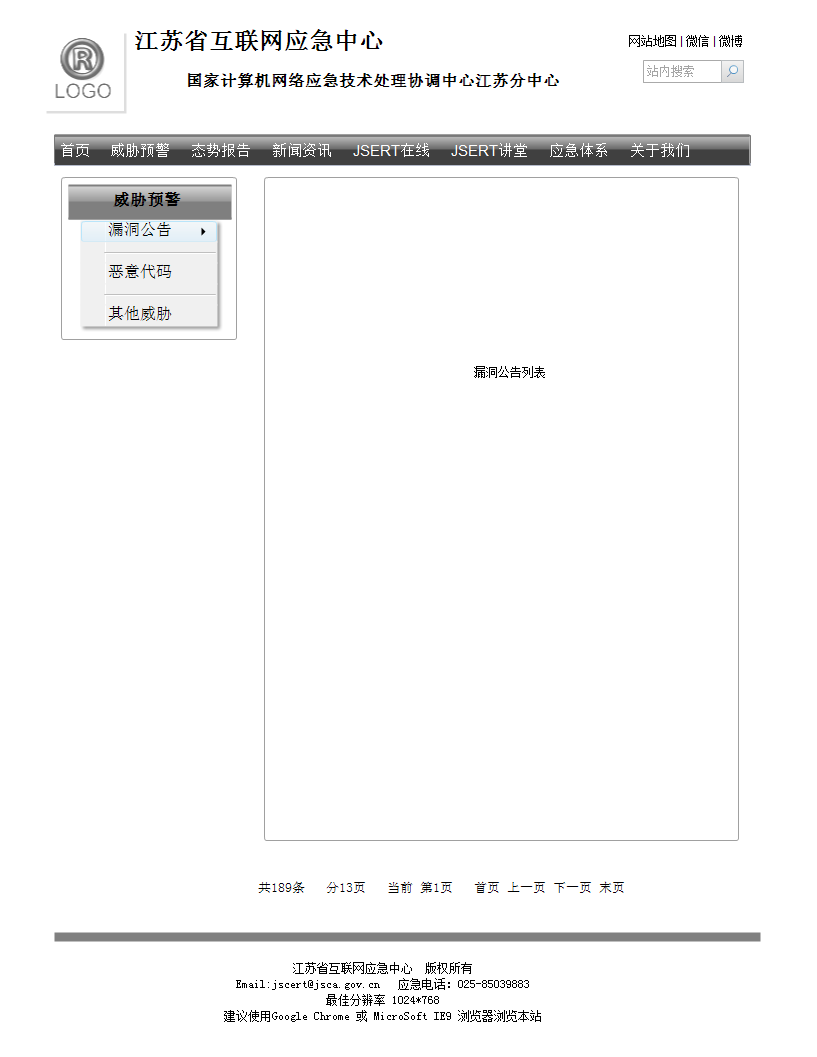 ® LOGO
江苏省互联网应急中心
国家计算机网络应急技术处理协调中心江苏分中心
网站地图 | 微信 | 微博
站内搜索
首页 威胁预警 态势报告 新闻资讯 JSERT在线 JSERT讲堂 应急体系 关于我们
威胁预警
漏洞公告
恶意代码
其他威胁
漏洞公告列表
共189条 分13页 当前 第1页 首页 上一页 下一页 末页
江苏省互联网应急中心 版权所有
Email:jscert@jsca.gov.cn 应急电话：025-85039883
最佳分辨率 1024*768
建议使用Google Chrome 或 MicroSoft IE9 浏览器浏览本站